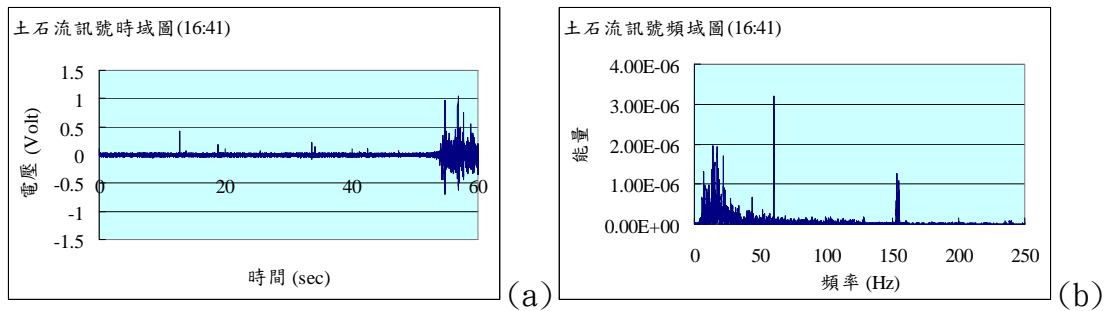 土石流訊號時域圖(16:41)
1.5
1
0.5
0
-0.5
-1
-1.5
電壓 (Volt)
0 20 40 60
時間 (sec)
(a)
土石流訊號頻域圖(16:41)
4.00E-06
3.00E-06
2.00E-06
1.00E-06
0.00E+00
能量
0 50 100 150 200 250
頻率 (Hz)
(b)